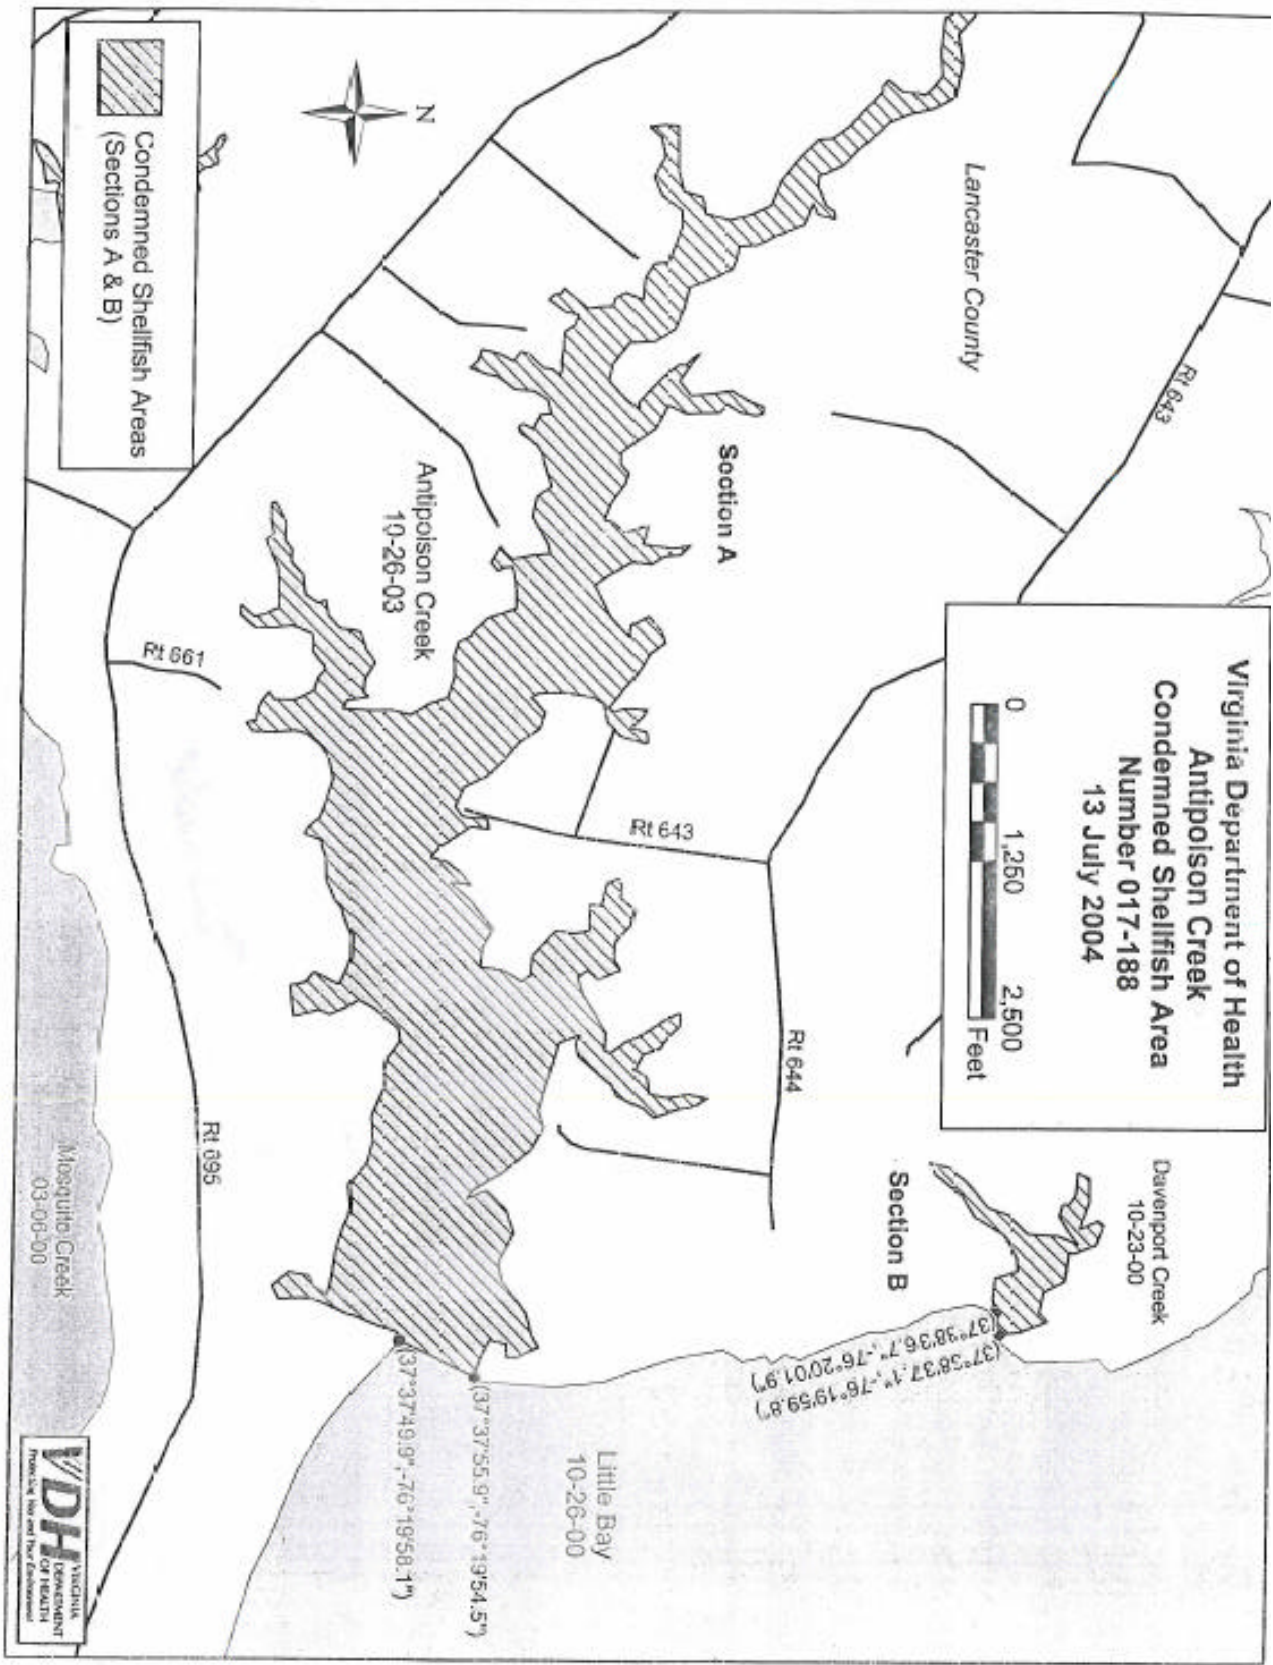 Virginia Department of Health
Antipoison Creek
Condemned Shellfish Area
Number 017-188
13 July 2004
0 1,250 2,500
Feet
Lancaster County
Rt 643
Davenport Creek
10-23-00
Section B
(37°38'37.1",-76°19'59.8")
(37°38'36.7",-76°20'01.9")
Rt 644
Section A
Rt 643
Little Bay
10-26-00
Antipoison Creek
10-26-03
(37°37'55.9",-76°19'54.5")
(37°37'49.9",-76°19'58.1")
N
Rt 661
Rt 695
Condemned Shellfish Areas
(Sections A & B)
Mosquito Creek
03-06-00
VDH VIRGINIA
DEPARTMENT
OF HEALTH
Protecting You and Your Environment